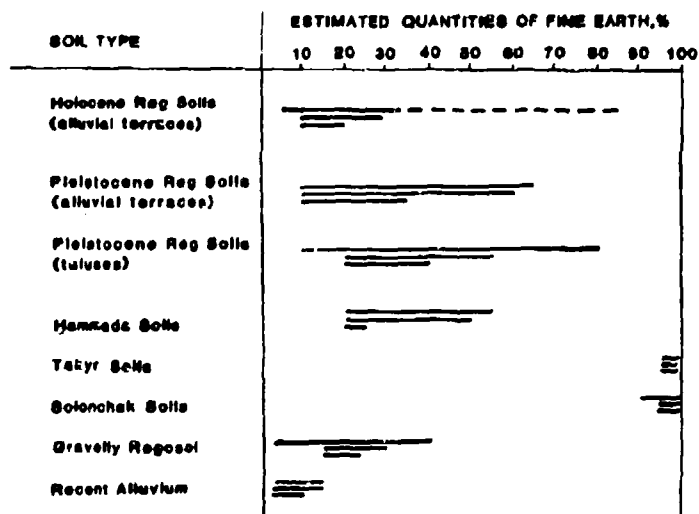 ESTIMATED QUANTITIES OF FINE EARTH,%
SOIL TYPE
10 20 30 40 50 60 70 80 90 100
Holocene Reg Soils
(alluvial terraces)
Pleistocene Reg Soils
(alluvial terraces)
Pleistocene Reg Soils
(taluses)
Hammada Soils
Takyr Soils
Solonchak Soils
Gravelly Regosol
Recent Alluvium